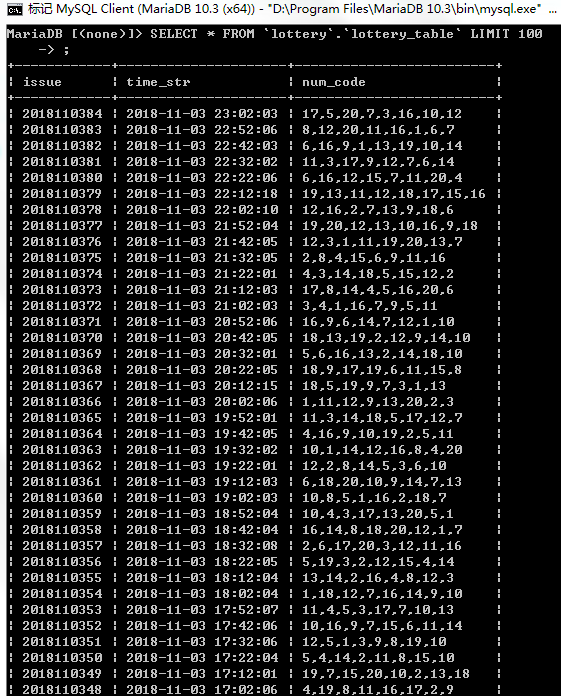 标记 MySQL Client (MariaDB 10.3 (x64)) - "D:\Program Files\MariaDB 10.3\bin\mysql.exe" ...
MariaDB [(none)]> SELECT * FROM `lottery`.`lottery_table` LIMIT 100
    -> ;
+------------+---------------------+------------------------+
| issue      | time_str            | num_code               |
+------------+---------------------+------------------------+
| 2018110384 | 2018-11-03 23:02:03 | 17,5,20,7,3,16,10,12   |
| 2018110383 | 2018-11-03 22:52:06 | 8,12,20,11,16,1,6,7    |
| 2018110382 | 2018-11-03 22:42:03 | 6,16,9,1,13,19,10,14   |
| 2018110381 | 2018-11-03 22:32:02 | 11,3,17,9,12,7,6,14    |
| 2018110380 | 2018-11-03 22:22:06 | 6,16,12,15,7,11,20,4   |
| 2018110379 | 2018-11-03 22:12:18 | 19,13,11,12,18,17,15,16 |
| 2018110378 | 2018-11-03 22:02:10 | 12,16,2,7,13,9,18,6    |
| 2018110377 | 2018-11-03 21:52:04 | 19,20,12,13,10,16,9,18 |
| 2018110376 | 2018-11-03 21:42:05 | 12,3,1,11,19,20,13,7   |
| 2018110375 | 2018-11-03 21:32:05 | 2,8,4,15,6,9,11,16     |
| 2018110374 | 2018-11-03 21:22:01 | 4,3,14,18,5,15,12,2    |
| 2018110373 | 2018-11-03 21:12:03 | 17,8,14,4,5,16,20,6    |
| 2018110372 | 2018-11-03 21:02:03 | 3,4,1,16,7,9,5,11      |
| 2018110371 | 2018-11-03 20:52:06 | 16,9,6,14,7,12,1,10    |
| 2018110370 | 2018-11-03 20:42:05 | 18,13,19,2,12,9,14,10  |
| 2018110369 | 2018-11-03 20:32:01 | 5,6,16,13,2,14,18,10   |
| 2018110368 | 2018-11-03 20:22:05 | 18,9,17,19,6,11,15,8   |
| 2018110367 | 2018-11-03 20:12:15 | 18,5,19,9,7,3,1,13     |
| 2018110366 | 2018-11-03 20:02:06 | 1,11,12,9,13,20,2,3    |
| 2018110365 | 2018-11-03 19:52:01 | 11,3,14,18,5,17,12,7   |
| 2018110364 | 2018-11-03 19:42:05 | 4,16,9,10,19,2,5,11    |
| 2018110363 | 2018-11-03 19:32:02 | 10,1,14,12,16,8,4,20   |
| 2018110362 | 2018-11-03 19:22:01 | 12,2,8,14,5,3,6,10     |
| 2018110361 | 2018-11-03 19:12:03 | 6,18,20,10,9,14,7,13   |
| 2018110360 | 2018-11-03 19:02:03 | 10,8,5,1,16,2,18,7     |
| 2018110359 | 2018-11-03 18:52:04 | 10,4,3,17,13,20,5,1    |
| 2018110358 | 2018-11-03 18:42:04 | 16,14,8,18,20,12,1,7   |
| 2018110357 | 2018-11-03 18:32:08 | 2,6,17,20,3,12,11,16   |
| 2018110356 | 2018-11-03 18:22:05 | 5,19,3,2,12,15,4,14    |
| 2018110355 | 2018-11-03 18:12:04 | 13,14,2,16,4,8,12,3    |
| 2018110354 | 2018-11-03 18:02:04 | 1,18,12,7,16,14,9,10   |
| 2018110353 | 2018-11-03 17:52:07 | 11,4,5,3,17,7,10,13    |
| 2018110352 | 2018-11-03 17:42:06 | 10,16,9,7,15,6,11,14   |
| 2018110351 | 2018-11-03 17:32:06 | 12,5,1,3,9,8,19,10     |
| 2018110350 | 2018-11-03 17:22:04 | 5,4,14,2,11,8,15,10    |
| 2018110349 | 2018-11-03 17:12:01 | 19,7,15,20,10,2,13,18  |
| 2018110348 | 2018-11-03 17:02:06 | 4,19,8,11,16,17,2,9    |